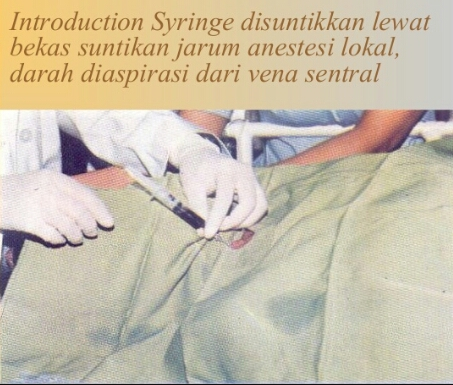 Introduction Syringe disuntikkan lewat
bekas suntikan jarum anestesi lokal,
darah diaspirasi dari vena sentral